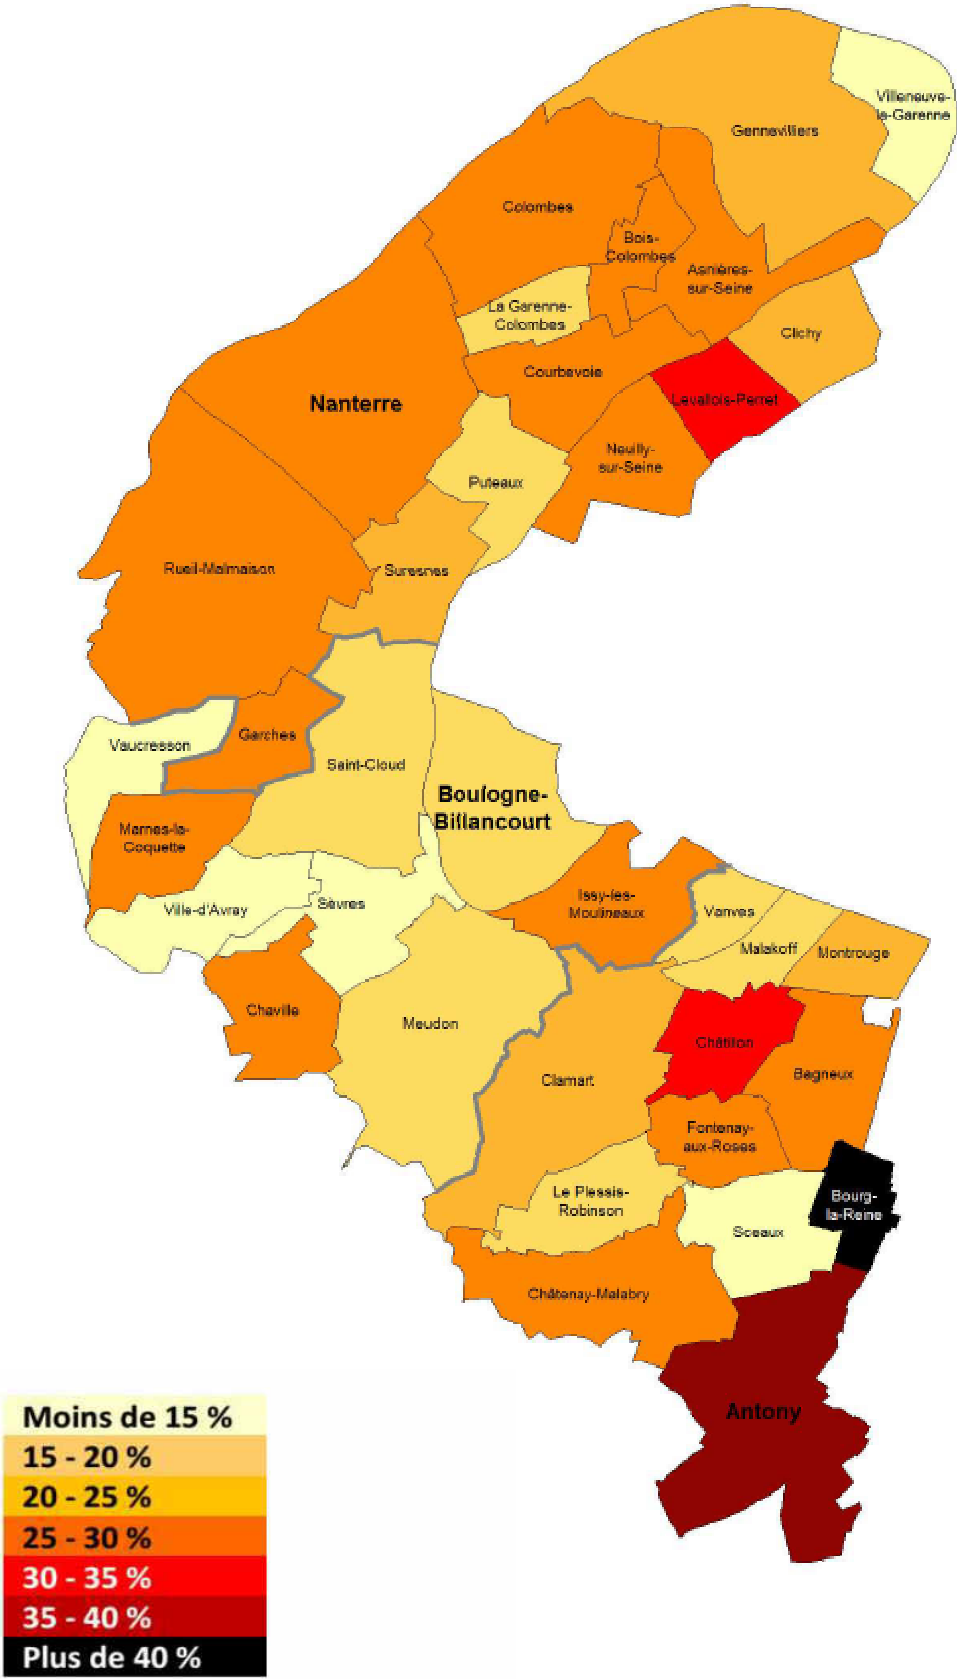 Villeneuve-
la-Garenne
Gennevilliers
Colombes
Bois-
Colombes
Asnières-
sur-Seine
La Garenne-
Colombes
Clichy
Courbevoie
Levallois-Perret
Nanterre
Neuilly-
sur-Seine
Puteaux
Rueil-Malmaison
Suresnes
Garches
Vaucresson
Saint-Cloud
Boulogne-
Billancourt
Marnes-la-
Coquette
Ville-d'Avray
Sèvres
Issy-les-
Moulineaux
Vanves
Malakoff
Montrouge
Chaville
Meudon
Châtillon
Clamart
Bagneux
Fontenay-
aux-Roses
Le Plessis-
Robinson
Bourg-
la-Reine
Sceaux
Châtenay-Malabry
Antony
Moins de 15 %
15 - 20 %
20 - 25 %
25 - 30 %
30 - 35 %
35 - 40 %
Plus de 40 %